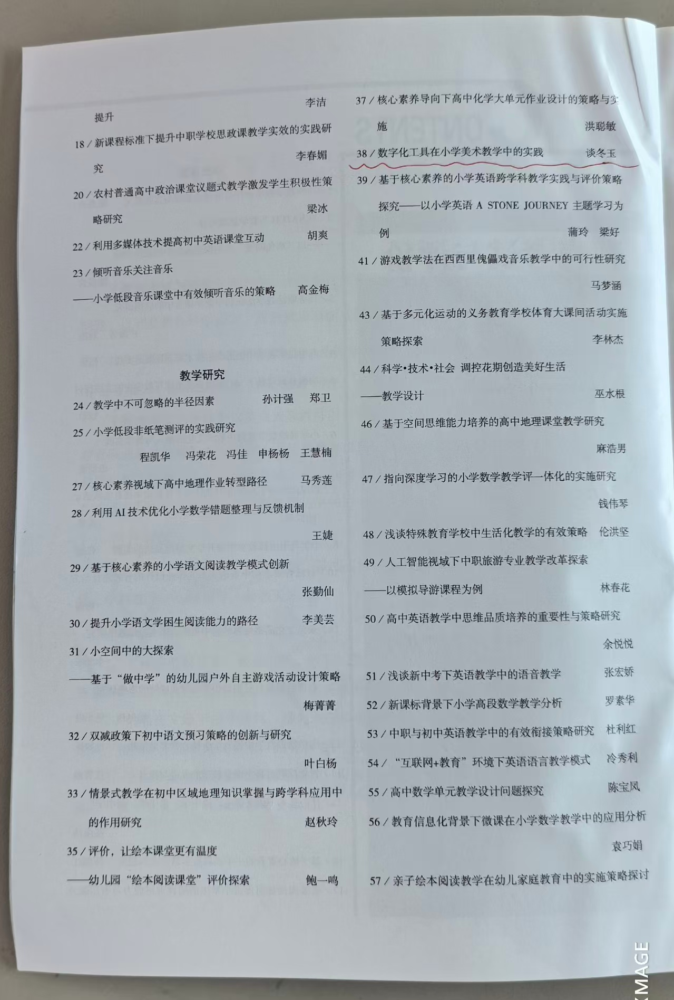 提升 李洁
18 / 新课程标准下提升中职学校思政课教学实效的实践研
究 李春媚
20 / 农村普通高中政治课堂议题式教学激发学生积极性策
略研究 梁冰
22 / 利用多媒体技术提高初中英语课堂互动 胡爽
23 / 倾听音乐关注音乐
——小学低段音乐课堂中有效倾听音乐的策略 高金梅
教学研究
24 / 教学中不可忽略的半径因素 孙计强 郑卫
25 / 小学低段非纸笔测评的实践研究
程凯华 冯荣花 冯佳 申杨杨 王慧楠
27 / 核心素养视域下高中地理作业转型路径 马秀莲
28 / 利用 AI 技术优化小学数学错题整理与反馈机制
王婕
29 / 基于核心素养的小学语文阅读教学模式创新
张勤仙
30 / 提升小学语文学困生阅读能力的路径 李美芸
31 / 小空间中的大探索
——基于“做中学”的幼儿园户外自主游戏活动设计策略
梅菁菁
32 / 双减政策下初中语文预习策略的创新与研究
叶白杨
33 / 情景式教学在初中区域地理知识掌握与跨学科应用中
的作用研究 赵秋玲
35 / 评价，让绘本课堂更有温度
——幼儿园“绘本阅读课堂”评价探索 鲍一鸣
37 / 核心素养导向下高中化学大单元作业设计的策略与实
施 洪聪敏
38 / 数字化工具在小学美术教学中的实践 谈冬玉
39 / 基于核心素养的小学英语跨学科教学实践与评价策略
探究——以小学英语 A STONE JOURNEY 主题学习为
例 蒲玲 梁好
41 / 游戏教学法在西西里傀儡戏音乐教学中的可行性研究
马梦涵
43 / 基于多元化运动的义务教育学校体育大课间活动实施
策略探索 李林杰
44 / 科学•技术•社会 调控花期创造美好生活
——教学设计 巫水根
46 / 基于空间思维能力培养的高中地理课堂教学研究
麻浩男
47 / 指向深度学习的小学数学教学评一体化的实施研究
钱伟琴
48 / 浅谈特殊教育学校中生活化教学的有效策略 伦洪坚
49 / 人工智能视域下中职旅游专业教学改革探索
——以模拟导游课程为例 林春花
50 / 高中英语教学中思维品质培养的重要性与策略研究
余悦悦
51 / 浅谈新中考下英语教学中的语音教学 张宏娇
52 / 新课标背景下小学高段数学教学分析 罗素华
53 / 中职与初中英语教学中的有效衔接策略研究 杜利红
54 / “互联网+教育”环境下英语语言教学模式 冷秀利
55 / 高中数学单元教学设计问题探究 陈宝凤
56 / 教育信息化背景下微课在小学数学教学中的应用分析
袁巧娟
57 / 亲子绘本阅读教学在幼儿家庭教育中的实施策略探讨